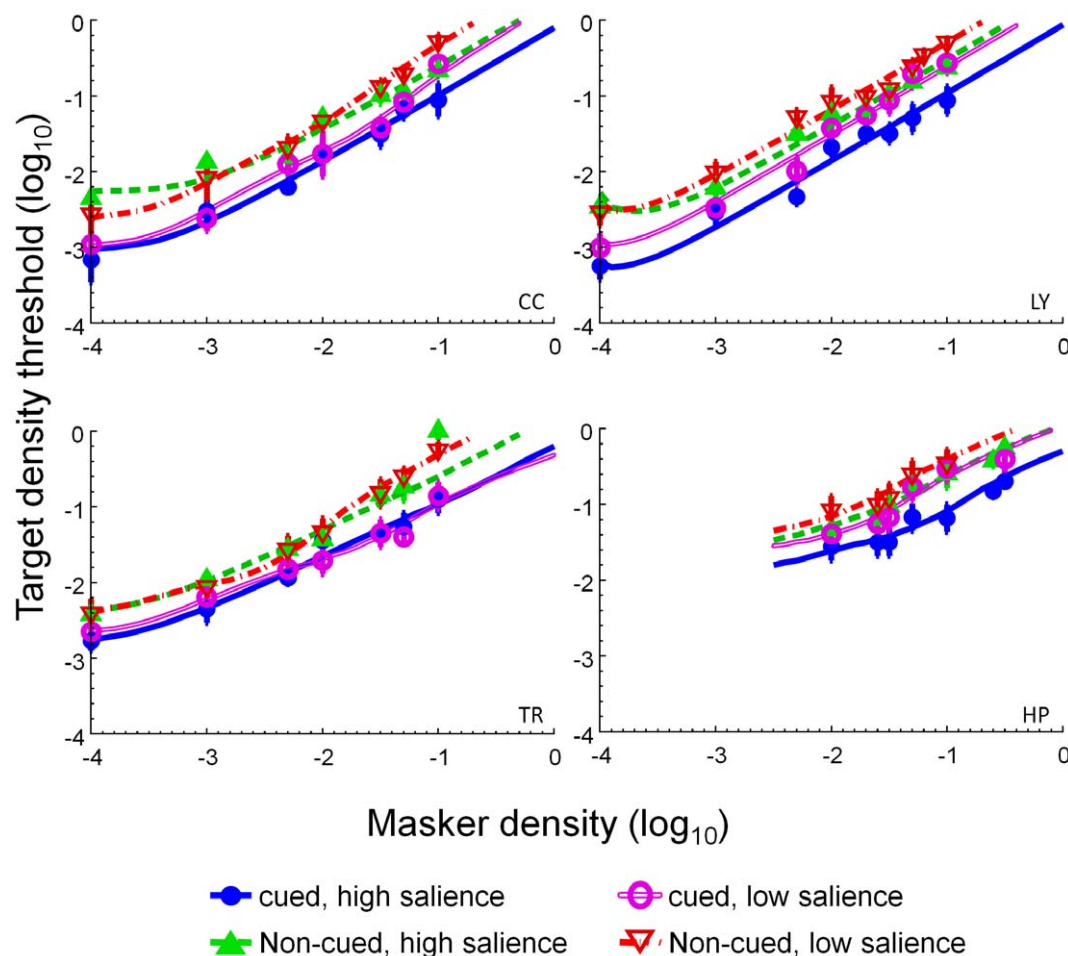 0
-1
-2
-3
-4
-4 -3 -2 -1 0
CC
0
-1
-2
-3
-4
-4 -3 -2 -1 0
LY
0
-1
-2
-3
-4
-4 -3 -2 -1 0
TR
0
-1
-2
-3
-4
-4 -3 -2 -1 0
HP
Target density threshold (log10)
Masker density (log10)
cued, high salience
cued, low salience
Non-cued, high salience
Non-cued, low salience